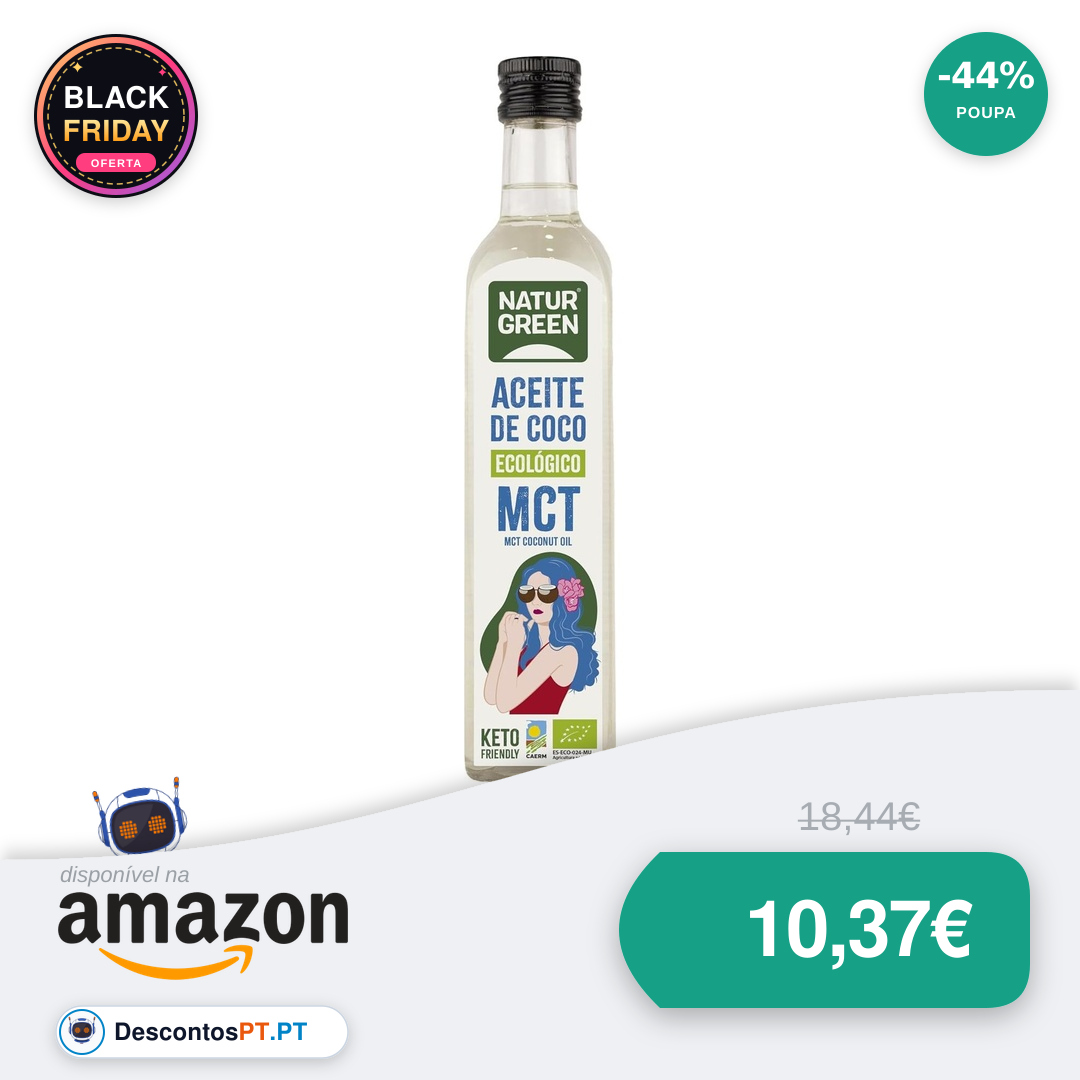 BLACK
FRIDAY
OFERTA
-44%
POUPA
NATUR
GREEN
ACEITE
DE COCO
ECOLÓGICO
MCT
MCT COCONUT OIL
KETO
FRIENDLY
CAERM
ES-ECO-024-MU
18,44€
10,37€
disponível na
amazon
DescontosPT.PT